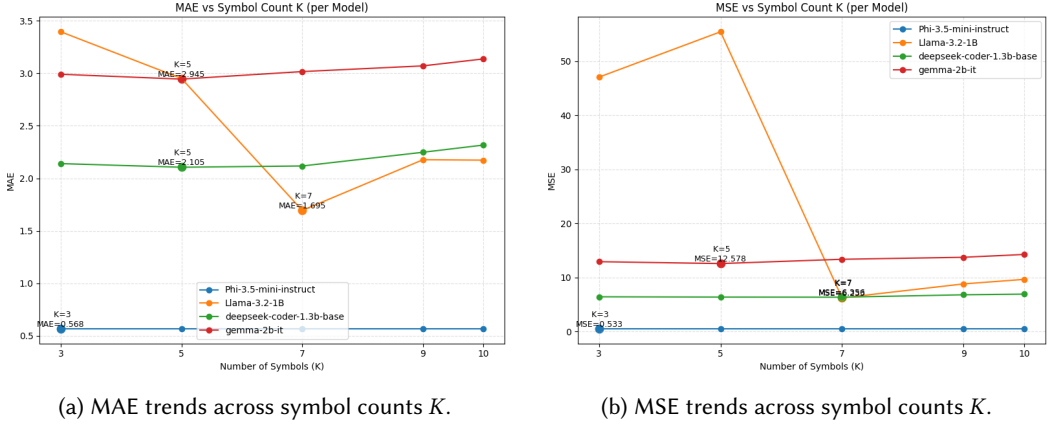 MAE vs Symbol Count K (per Model)
3.5
3.0
2.5
2.0
1.5
1.0
0.5
MAE
K=5
MAE=2.945
K=5
MAE=2.105
K=7
MAE=1.695
K=3
MAE=0.568
Phi-3.5-mini-instruct
Llama-3.2-1B
deepseek-coder-1.3b-base
gemma-2b-it
3 5 7 9 10
Number of Symbols (K)
(a) MAE trends across symbol counts K.
MSE vs Symbol Count K (per Model)
50
40
30
20
10
0
MSE
Phi-3.5-mini-instruct
Llama-3.2-1B
deepseek-coder-1.3b-base
gemma-2b-it
K=5
MSE=12.578
K=7
K=3
MSE=0.533
3 5 7 9 10
Number of Symbols (K)
(b) MSE trends across symbol counts K.